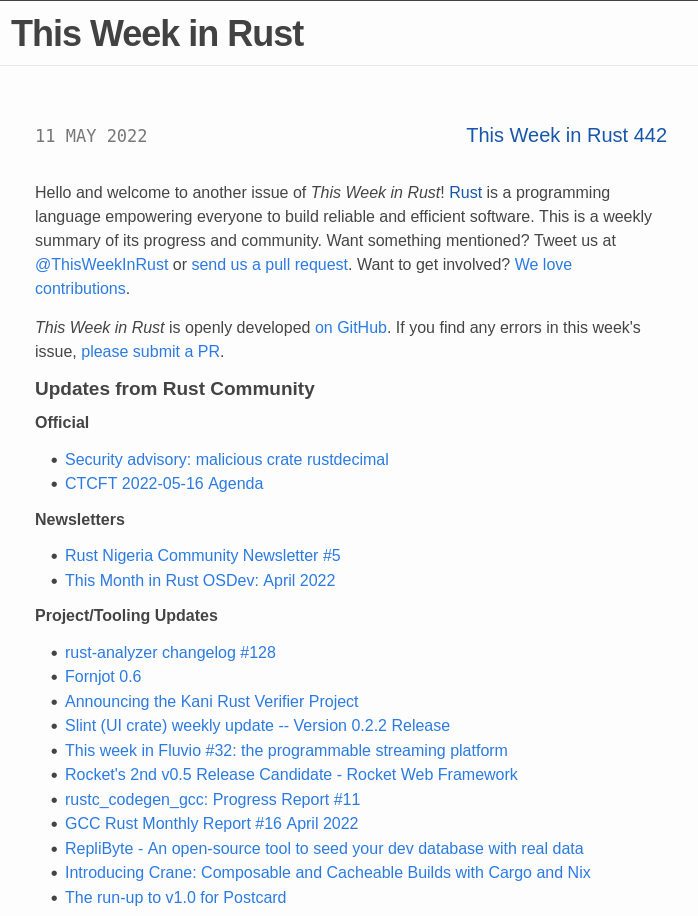 This Week in Rust
11 MAY 2022
This Week in Rust 442
Hello and welcome to another issue of This Week in Rust! Rust is a programming
language empowering everyone to build reliable and efficient software. This is a weekly
summary of its progress and community. Want something mentioned? Tweet us at
@ThisWeekInRust or send us a pull request. Want to get involved? We love
contributions.
This Week in Rust is openly developed on GitHub. If you find any errors in this week's
issue, please submit a PR.
Updates from Rust Community
Official
• Security advisory: malicious crate rustdecimal
• CTCFT 2022-05-16 Agenda
Newsletters
• Rust Nigeria Community Newsletter #5
• This Month in Rust OSDev: April 2022
Project/Tooling Updates
• rust-analyzer changelog #128
• Fornjot 0.6
• Announcing the Kani Rust Verifier Project
• Slint (UI crate) weekly update -- Version 0.2.2 Release
• This week in Fluvio #32: the programmable streaming platform
• Rocket's 2nd v0.5 Release Candidate - Rocket Web Framework
• rustc_codegen_gcc: Progress Report #11
• GCC Rust Monthly Report #16 April 2022
• RepliByte - An open-source tool to seed your dev database with real data
• Introducing Crane: Composable and Cacheable Builds with Cargo and Nix
• The run-up to v1.0 for Postcard